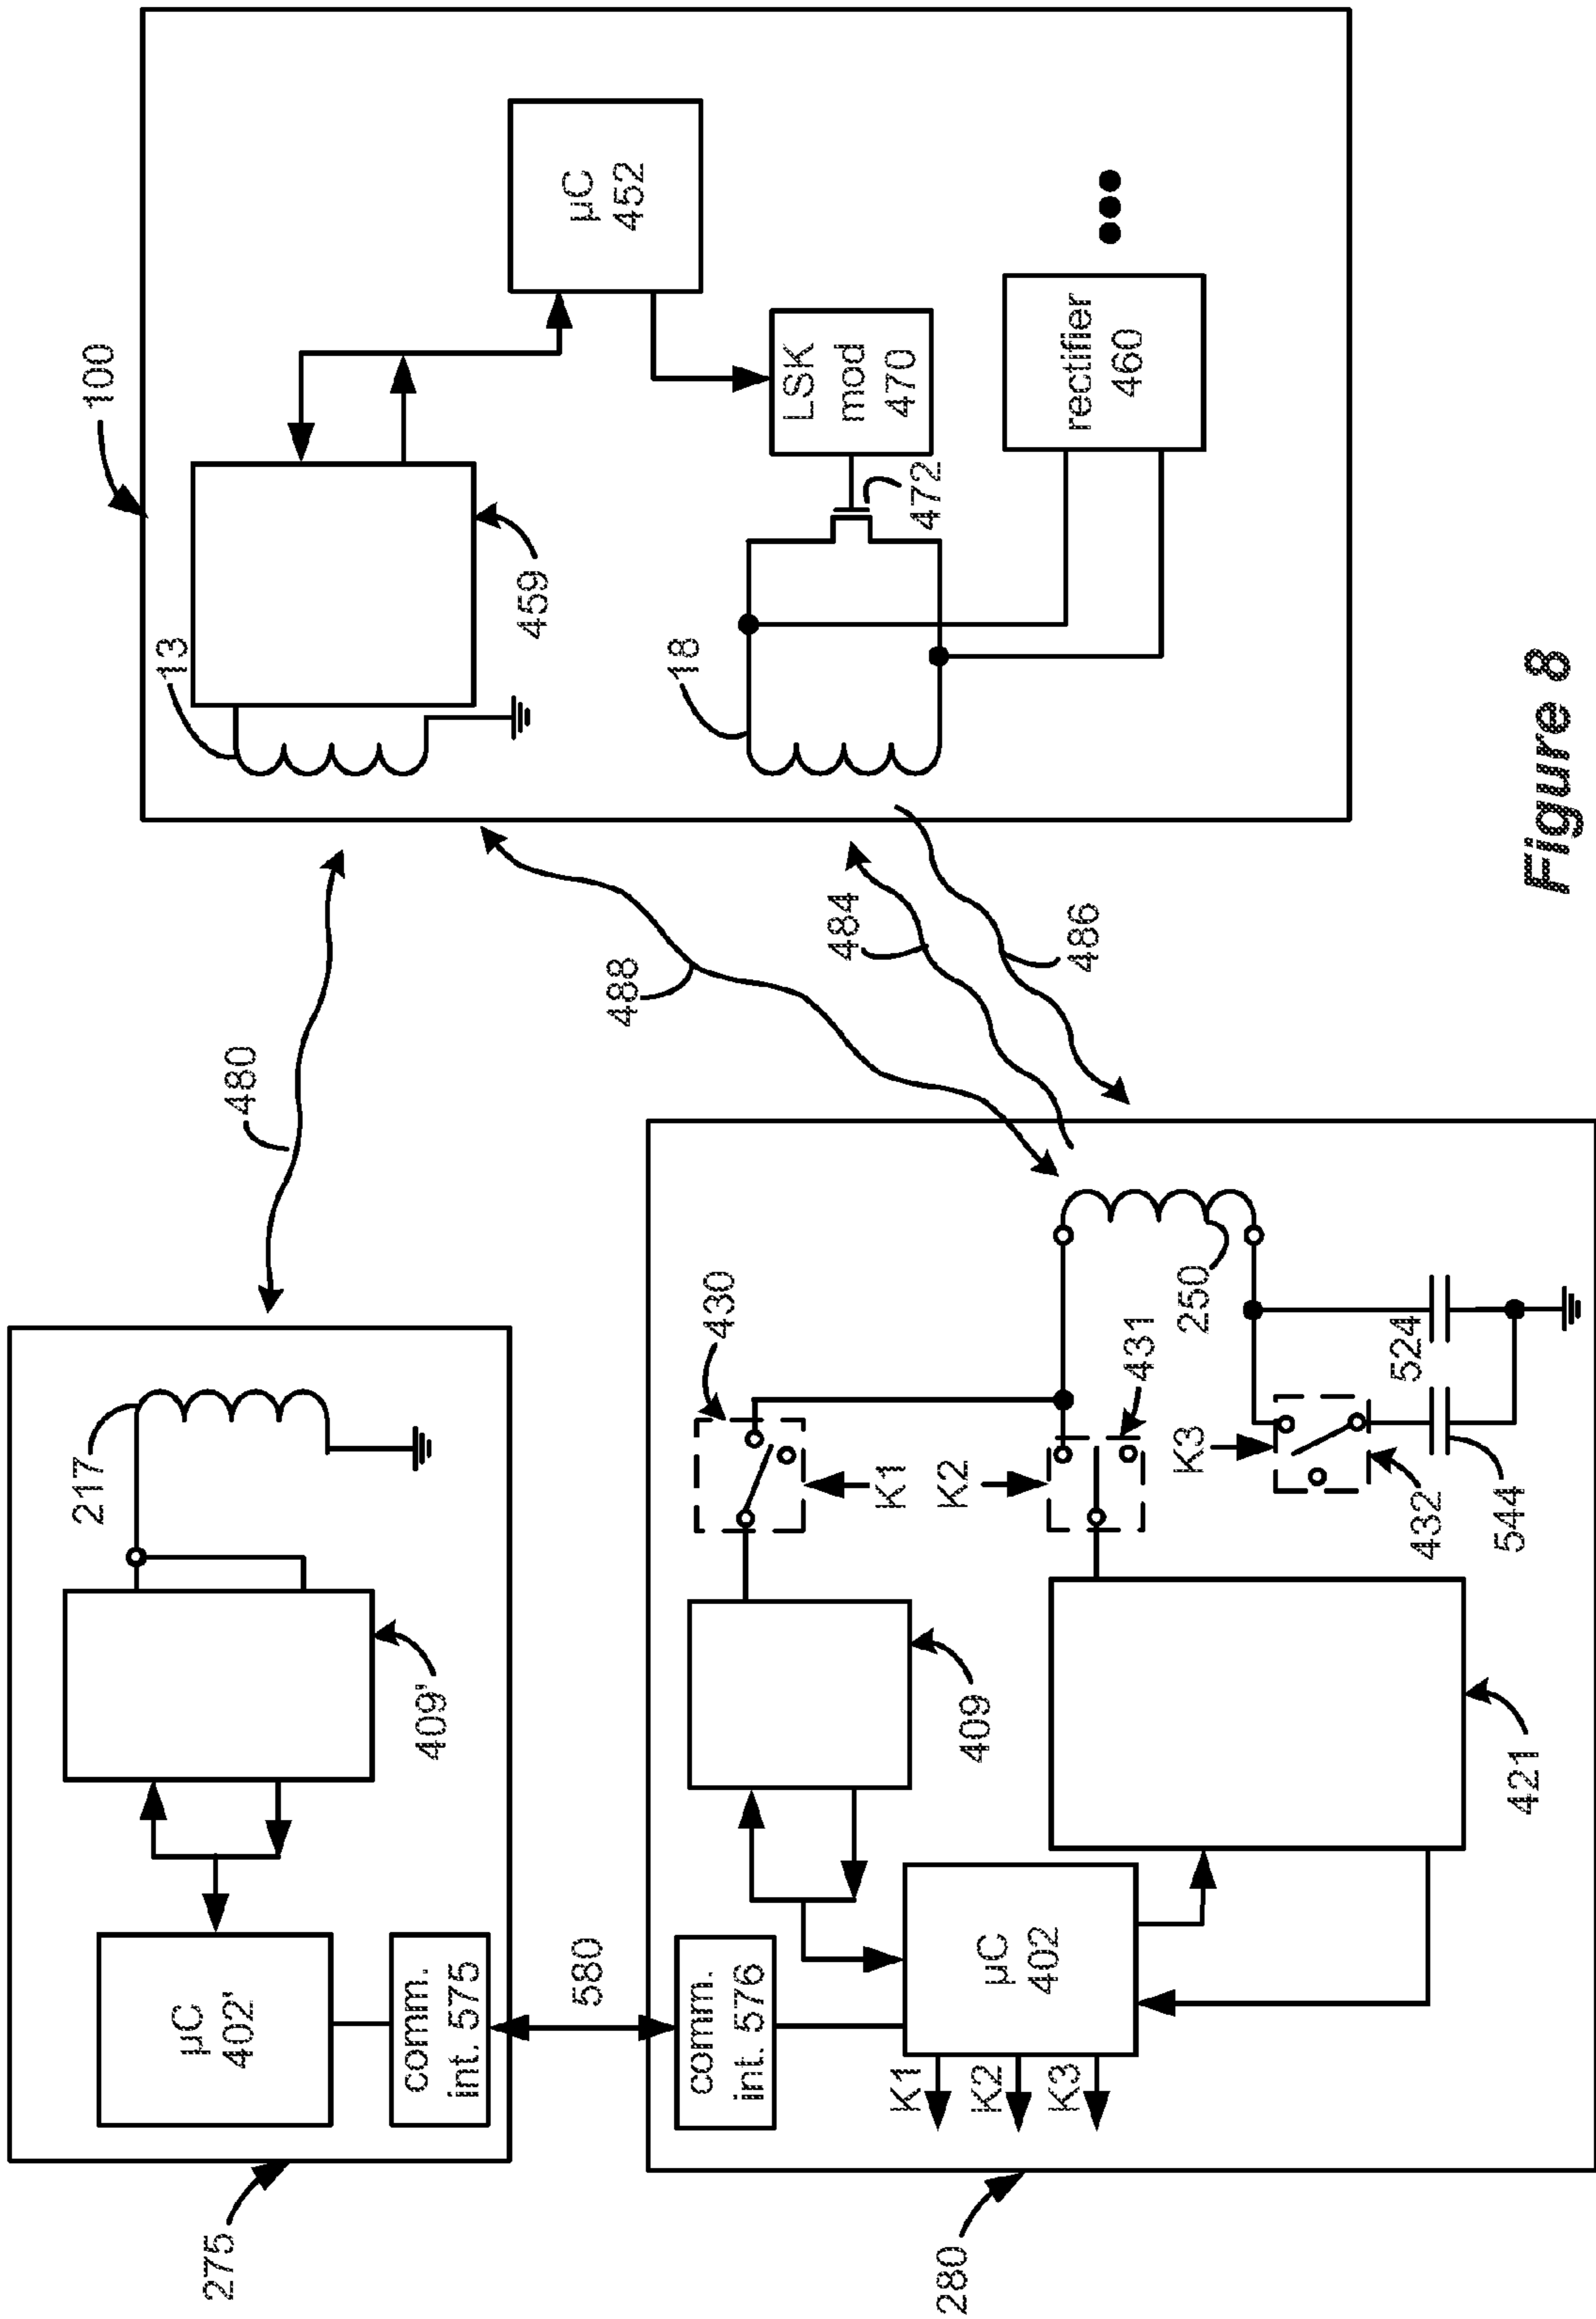 275
µC
402'
comm.
int. 575
409'
217
480
580
280
comm.
int. 576
µC
402
K1
K2
K3
409
421
430
K1
K2
431
K3
432
544
524
250
488
484
486
100
13
459
µC
452
18
472
LSK
mod
470
rectifier
460
Figure 8